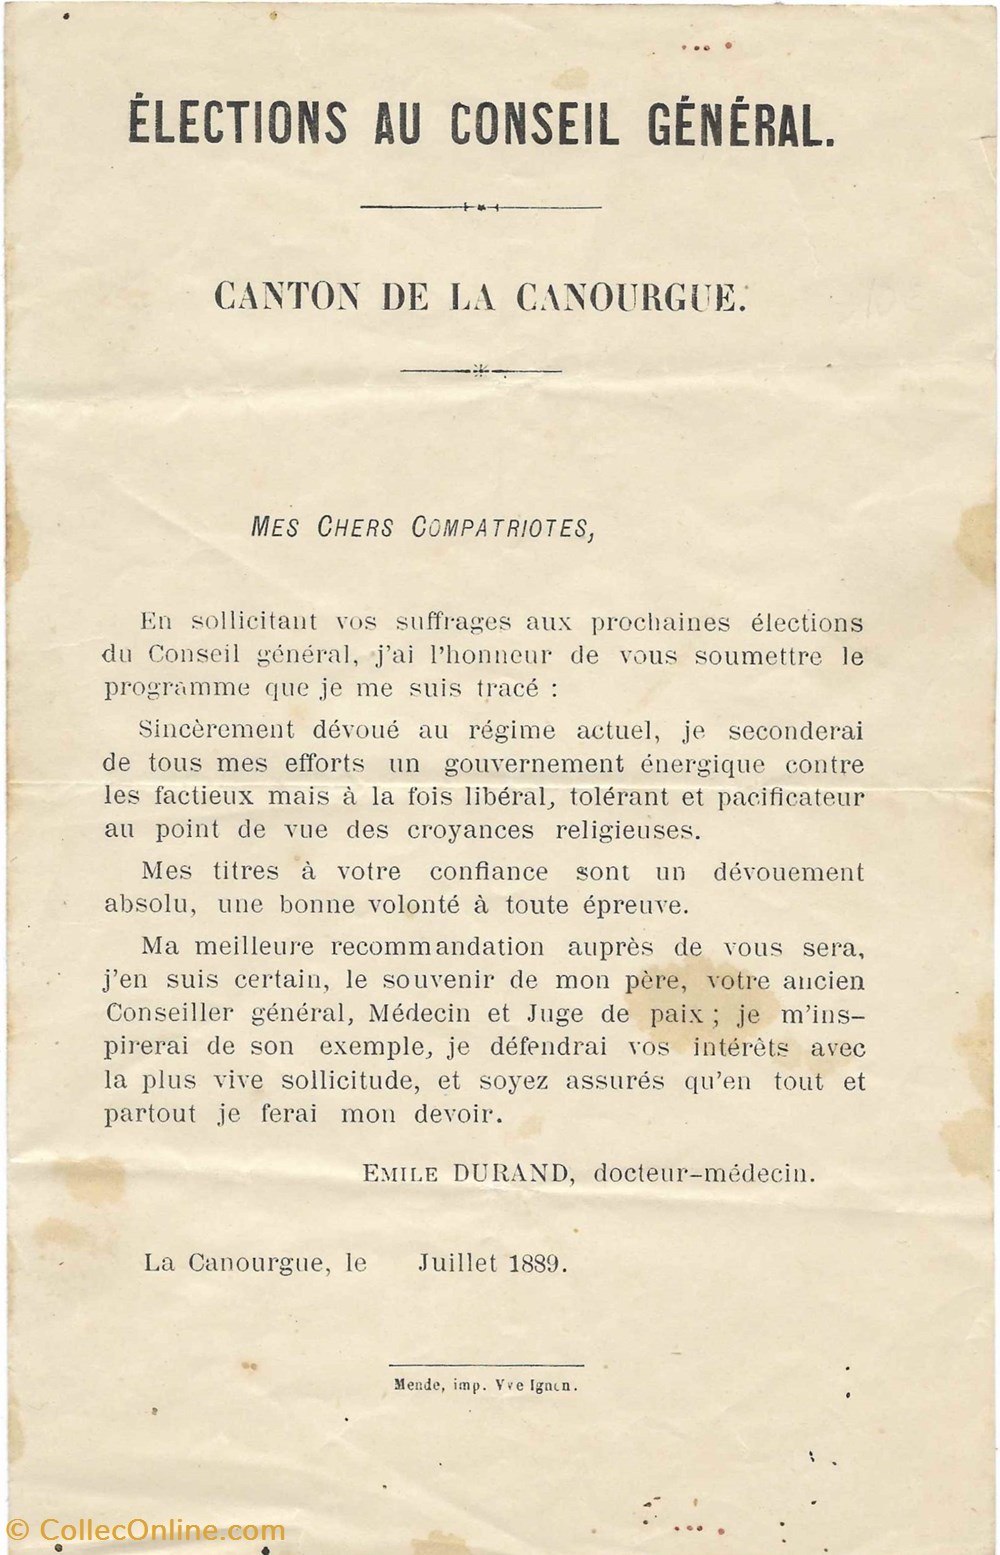 ÉLECTIONS AU CONSEIL GÉNÉRAL.
CANTON DE LA CANOURGUE.
MES CHERS COMPATRIOTES,
En sollicitant vos suffrages aux prochaines élections
du Conseil général, j'ai l'honneur de vous soumettre le
programme que je me suis tracé :
Sincèrement dévoué au régime actuel, je seconderai
de tous mes efforts un gouvernement énergique contre
les factieux mais à la fois libéral, tolérant et pacificateur
au point de vue des croyances religieuses.
Mes titres à votre confiance sont un dévouement
absolu, une bonne volonté à toute épreuve.
Ma meilleure recommandation auprès de vous sera,
j'en suis certain, le souvenir de mon père, votre ancien
Conseiller général, Médecin et Juge de paix ; je m'ins-
pirerai de son exemple, je défendrai vos intérêts avec
la plus vive sollicitude, et soyez assurés qu'en tout et
partout je ferai mon devoir.
EMILE DURAND, docteur-médecin.
La Canourgue, le Juillet 1889.
Mende, imp. Vve Ignon.
© CollecOnline.com